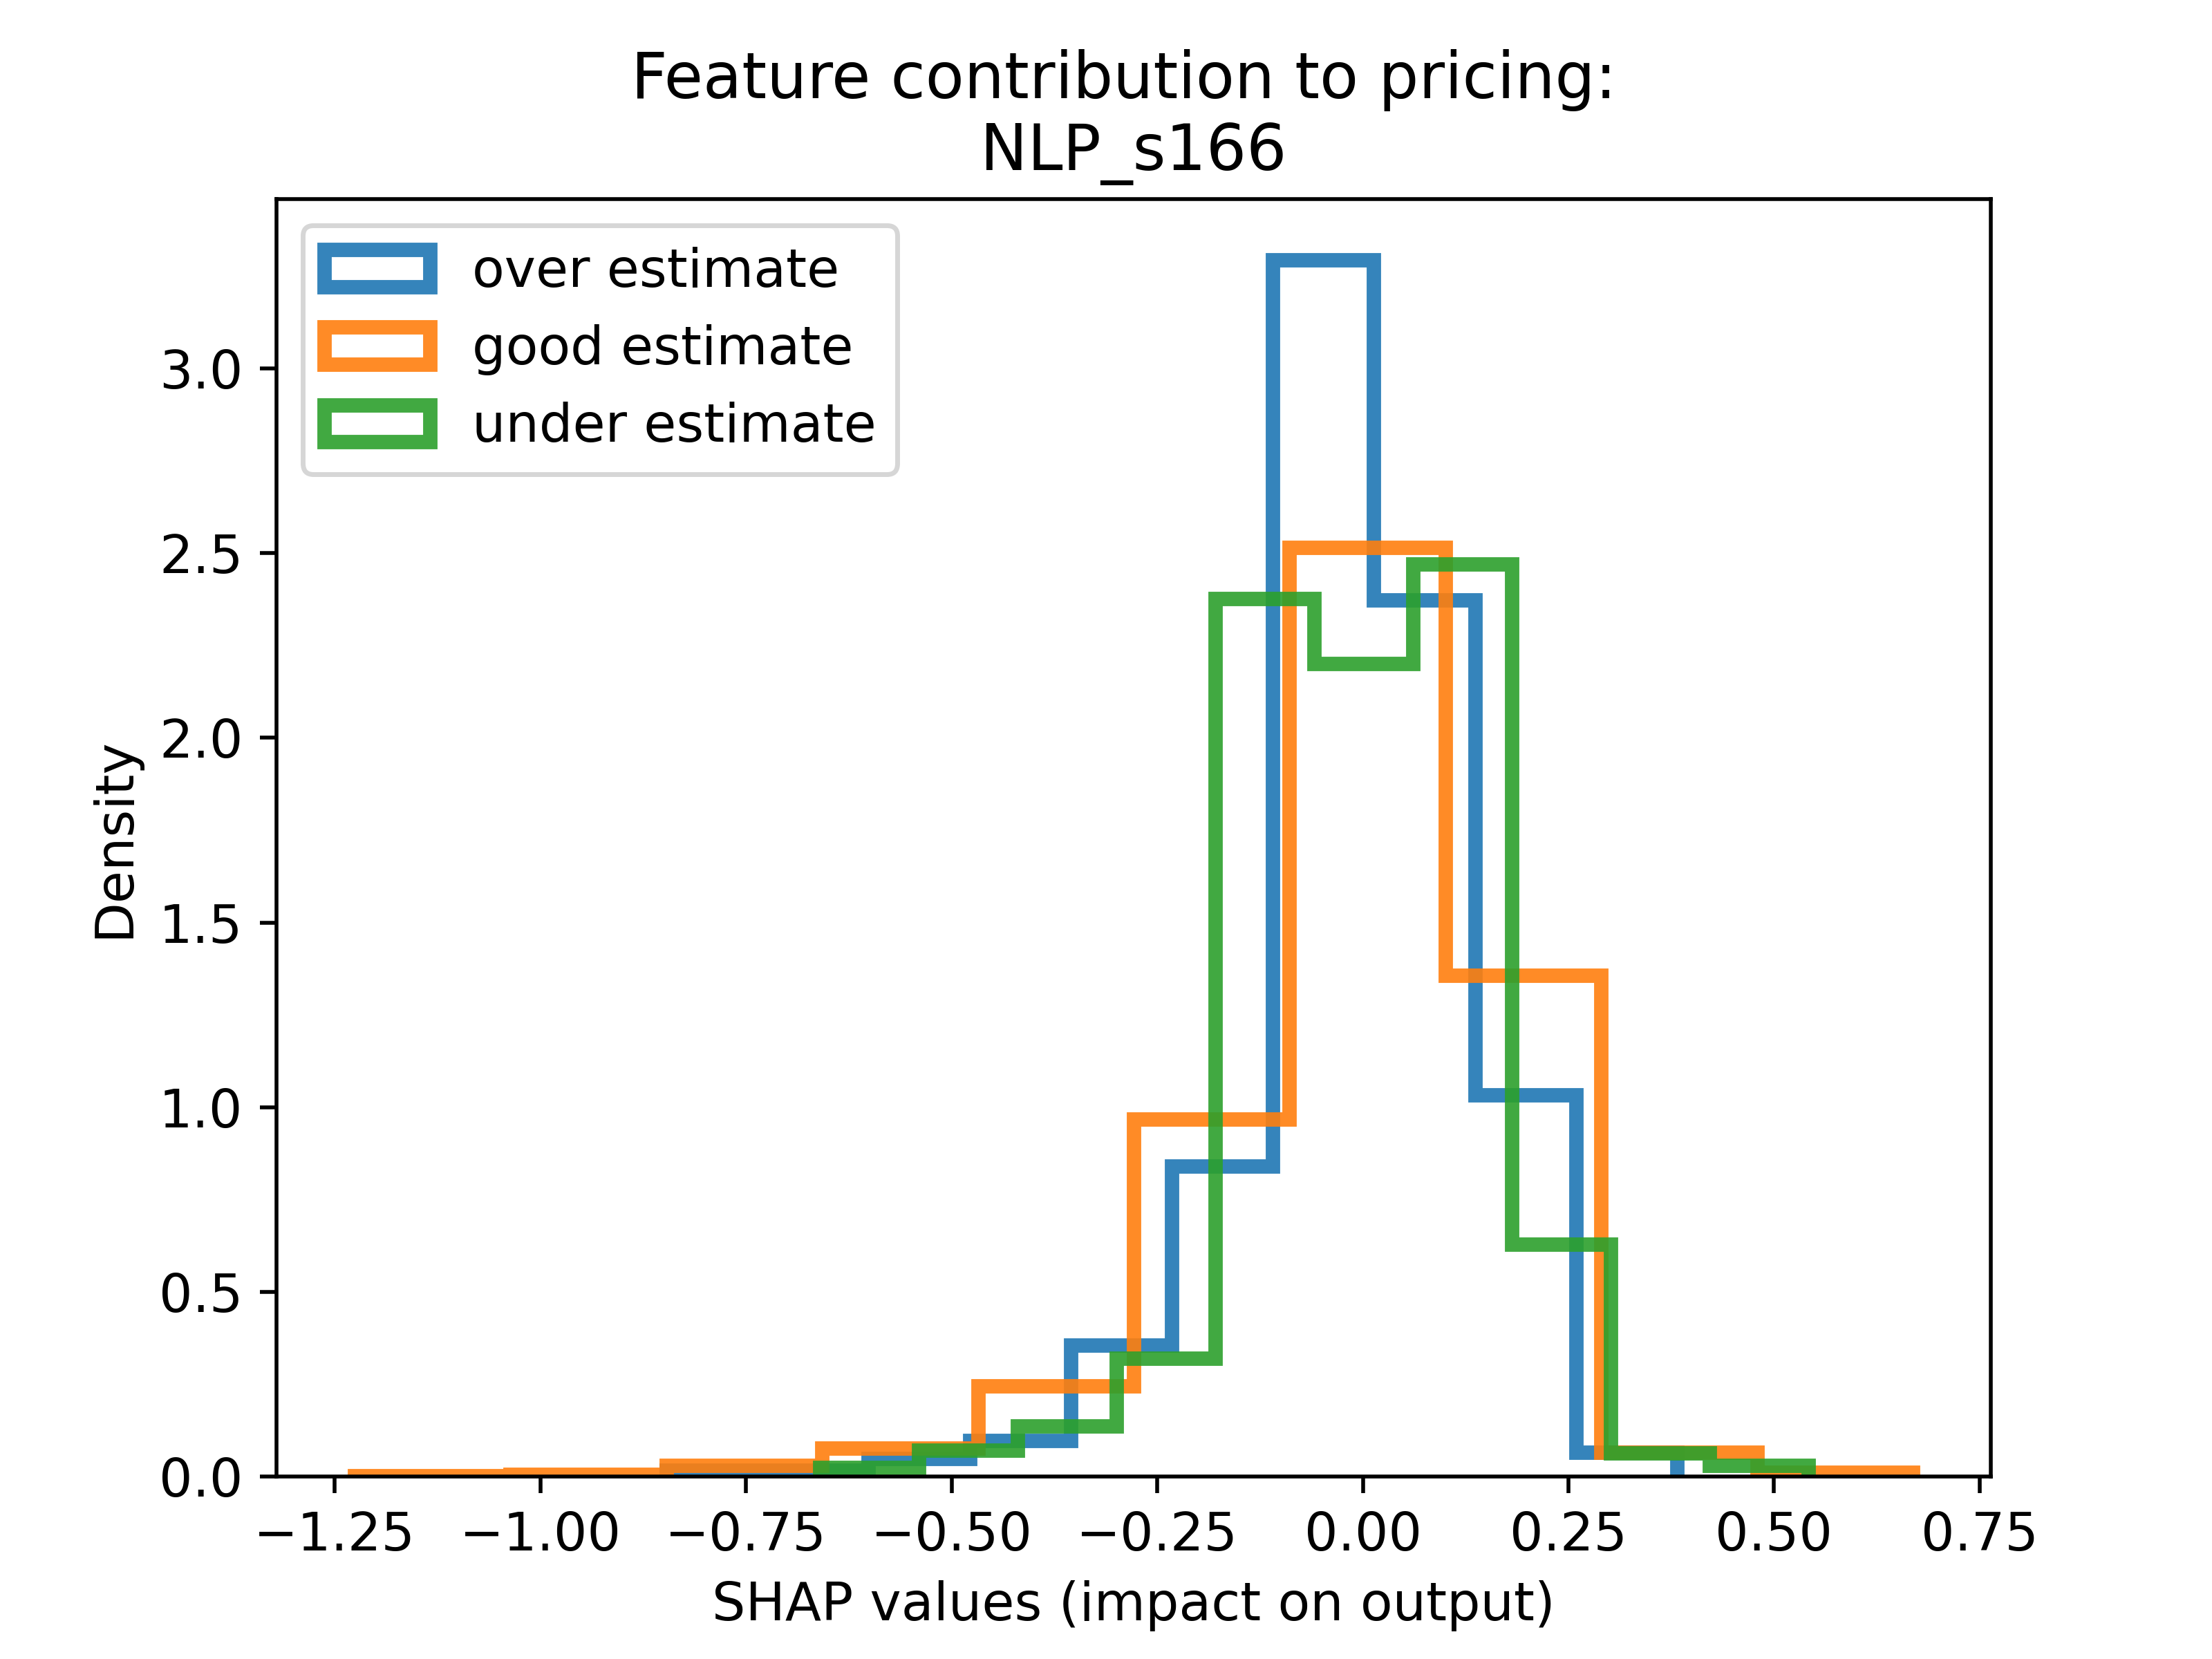 Feature contribution to pricing:
NLP_s166
over estimate
good estimate
under estimate
Density
3.0
2.5
2.0
1.5
1.0
0.5
0.0
−1.25 −1.00 −0.75 −0.50 −0.25 0.00 0.25 0.50 0.75
SHAP values (impact on output)